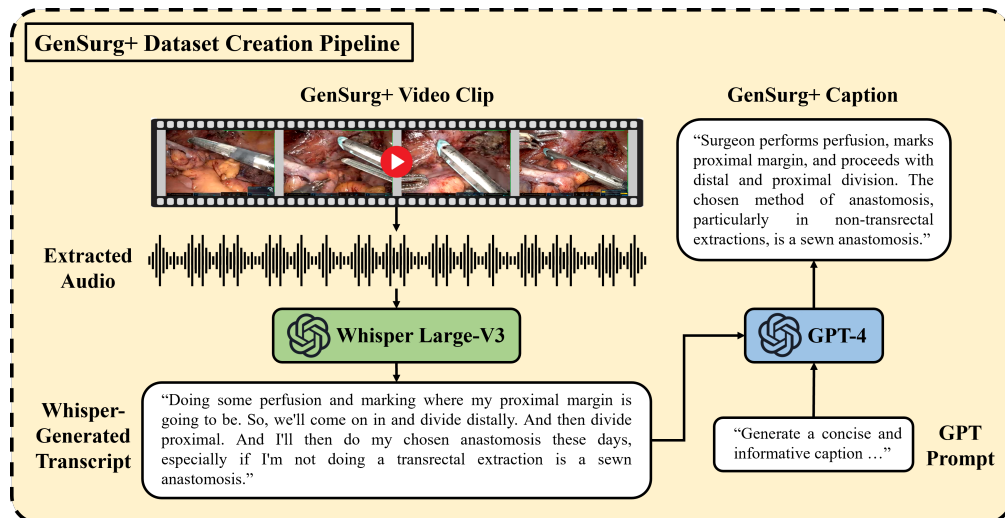 GenSurg+ Dataset Creation Pipeline
GenSurg+ Video Clip
Extracted
Audio
Whisper Large-V3
Whisper-
Generated
Transcript
“Doing some perfusion and marking where my proximal margin is
going to be. So, we'll come on in and divide distally. And then divide
proximal. And I'll then do my chosen anastomosis these days,
especially if I'm not doing a transrectal extraction is a sewn
anastomosis.”
GenSurg+ Caption
“Surgeon performs perfusion, marks
proximal margin, and proceeds with
distal and proximal division. The
chosen method of anastomosis,
particularly in non-transrectal
extractions, is a sewn anastomosis.”
GPT-4
“Generate a concise and
informative caption …”
GPT
Prompt